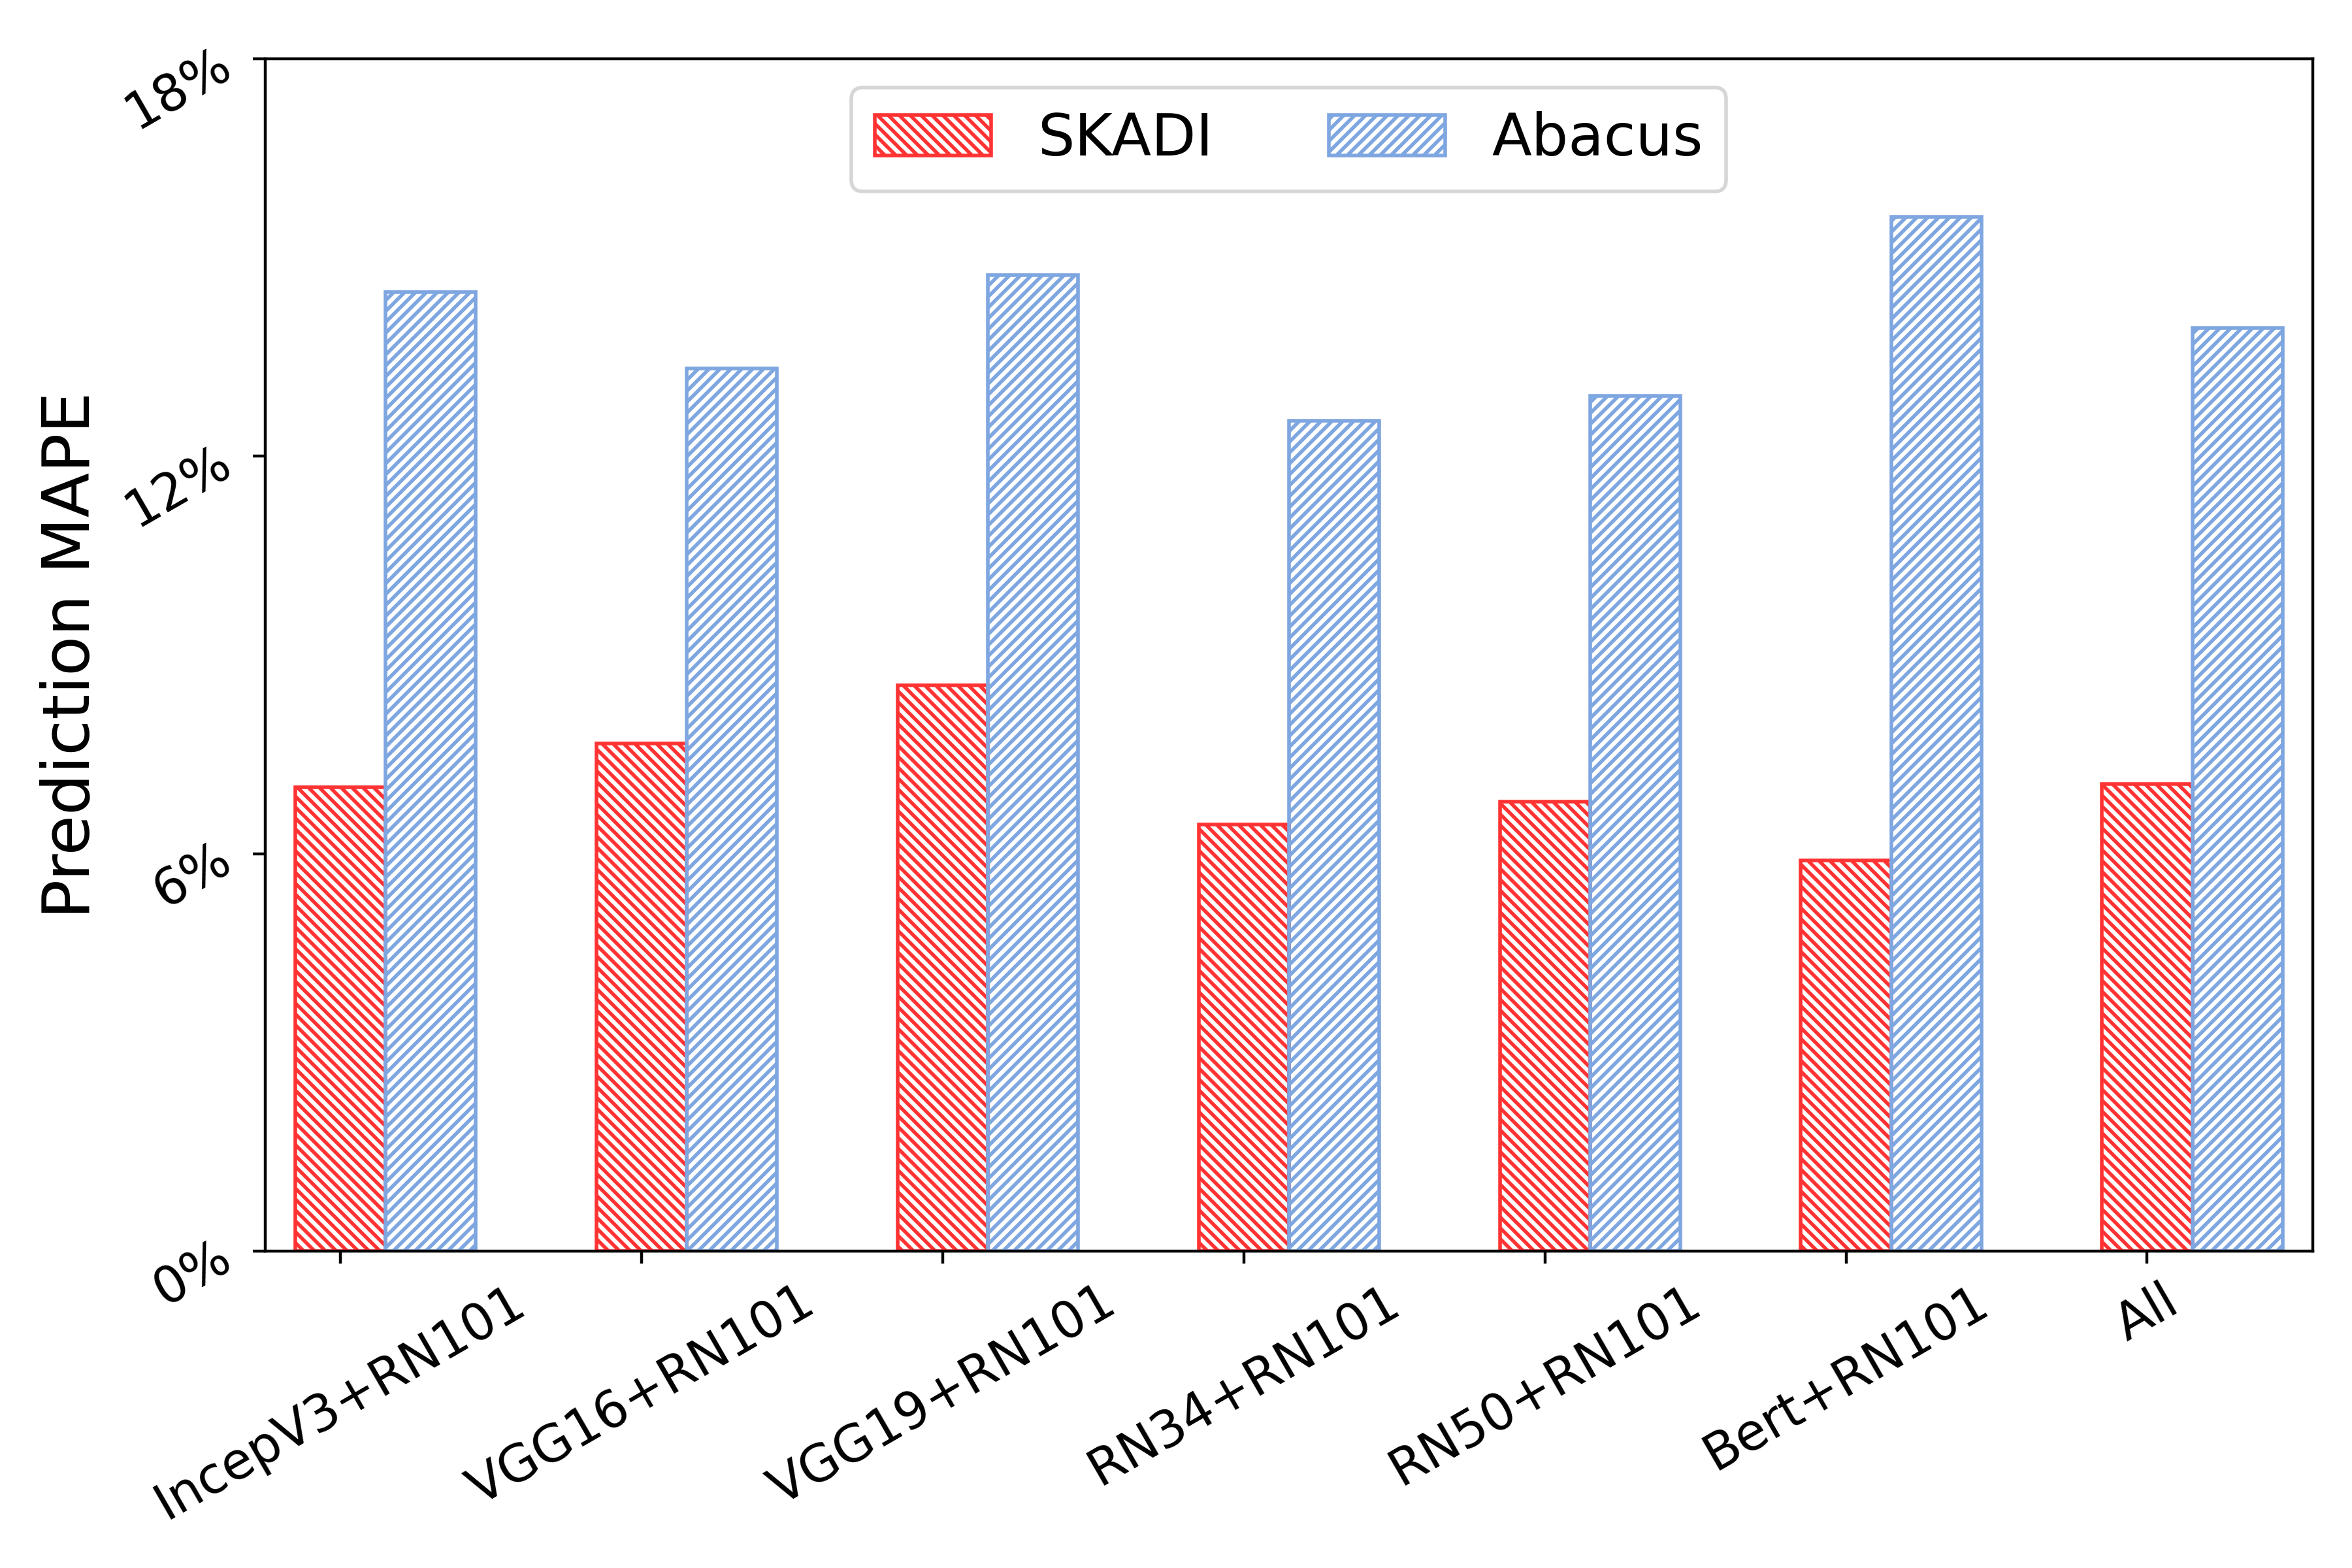 SKADI
Abacus
Prediction MAPE
18%
12%
6%
0%
IncepV3+RN101
VGG16+RN101
VGG19+RN101
RN34+RN101
RN50+RN101
Bert+RN101
All